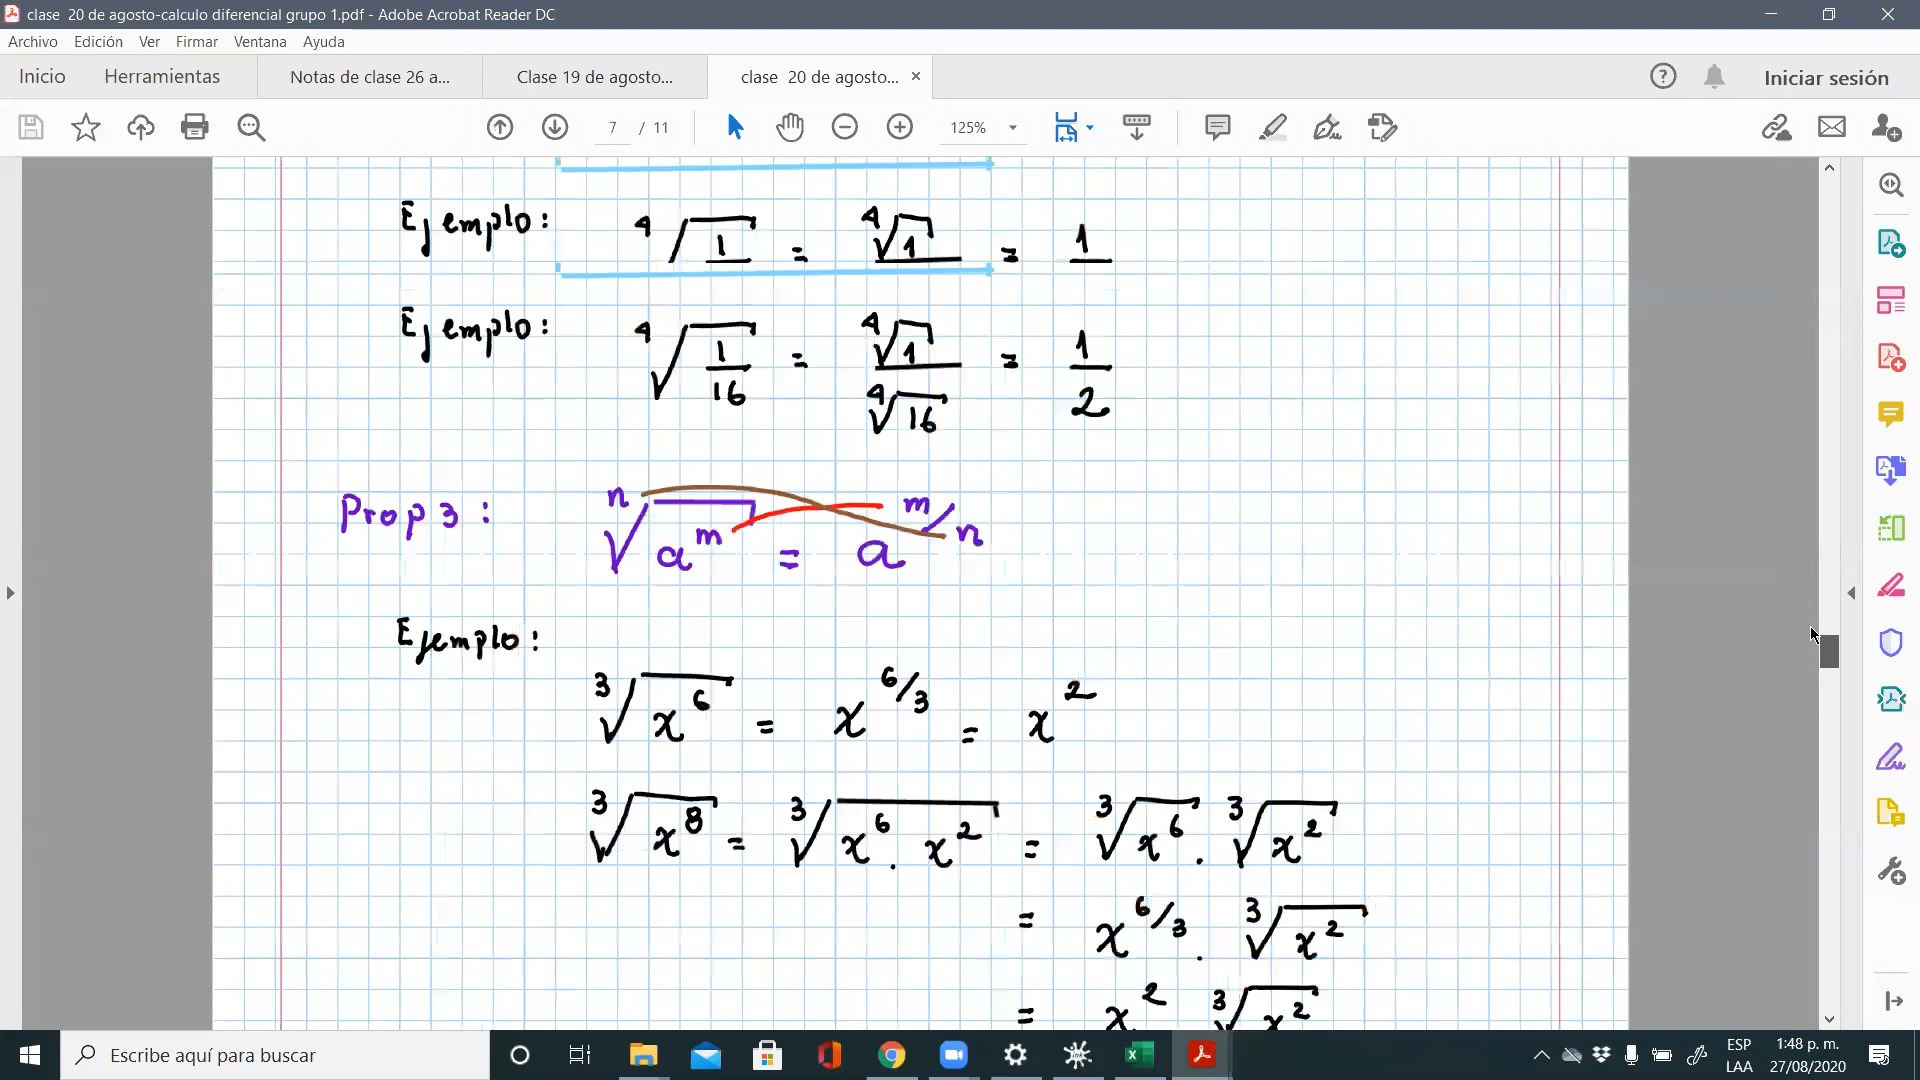 clase 20 de agosto-calculo diferencial grupo 1.pdf - Adobe Acrobat Reader DC
Archivo Edición Ver Firmar Ventana Ayuda
Inicio Herramientas Notas de clase 26 a... Clase 19 de agosto... clase 20 de agosto... × Iniciar sesión
7 / 11 125%
Ejemplo: ⁴√1 = ⁴√1 = 1
Ejemplo: ⁴√(1/16) = ⁴√1/⁴√16 = 1/2
Prop 3: ⁿ√aᵐ = a^(m/n)
Ejemplo:
³√x⁶ = x^(6/3) = x²
³√x⁸ = ³√(x⁶ . x²) = ³√x⁶ . ³√x²
= x^(6/3) . ³√x²
= x² ³√x²
Escribe aquí para buscar
ESP 1:48 p. m.
LAA 27/08/2020